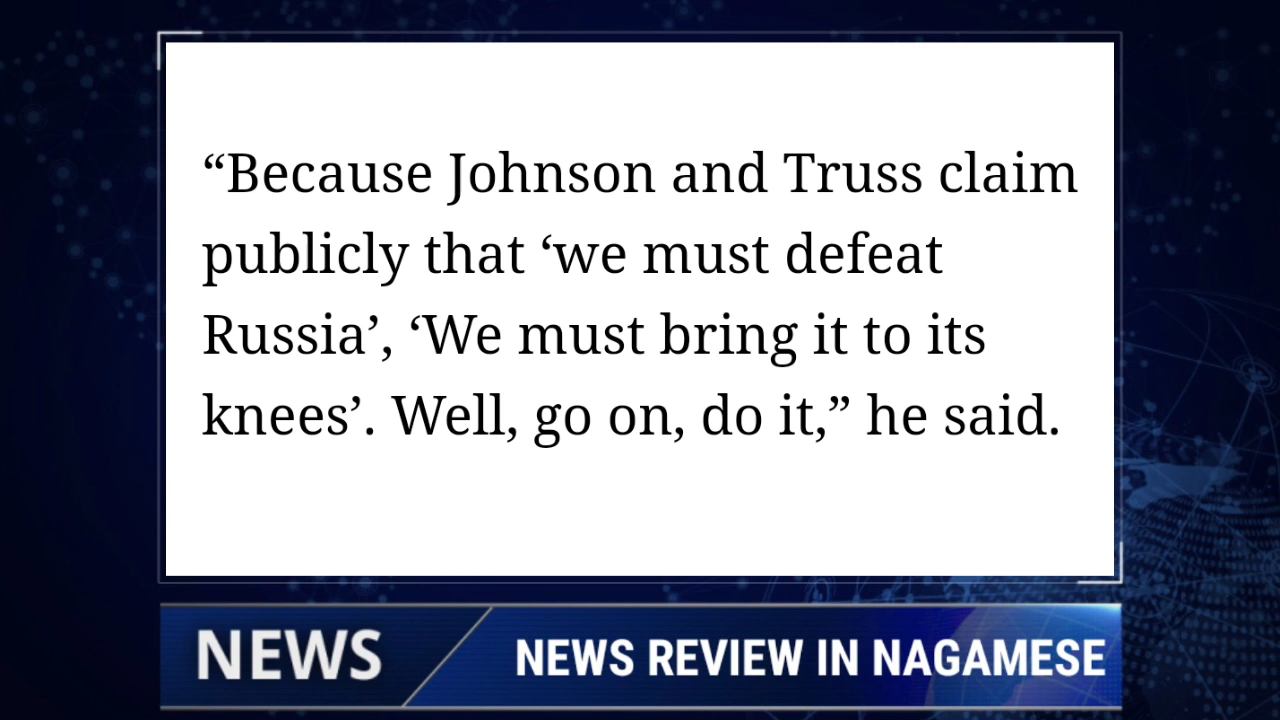 “Because Johnson and Truss claim
publicly that ‘we must defeat
Russia’, ‘We must bring it to its
knees’. Well, go on, do it,” he said.
NEWS
NEWS REVIEW IN NAGAMESE